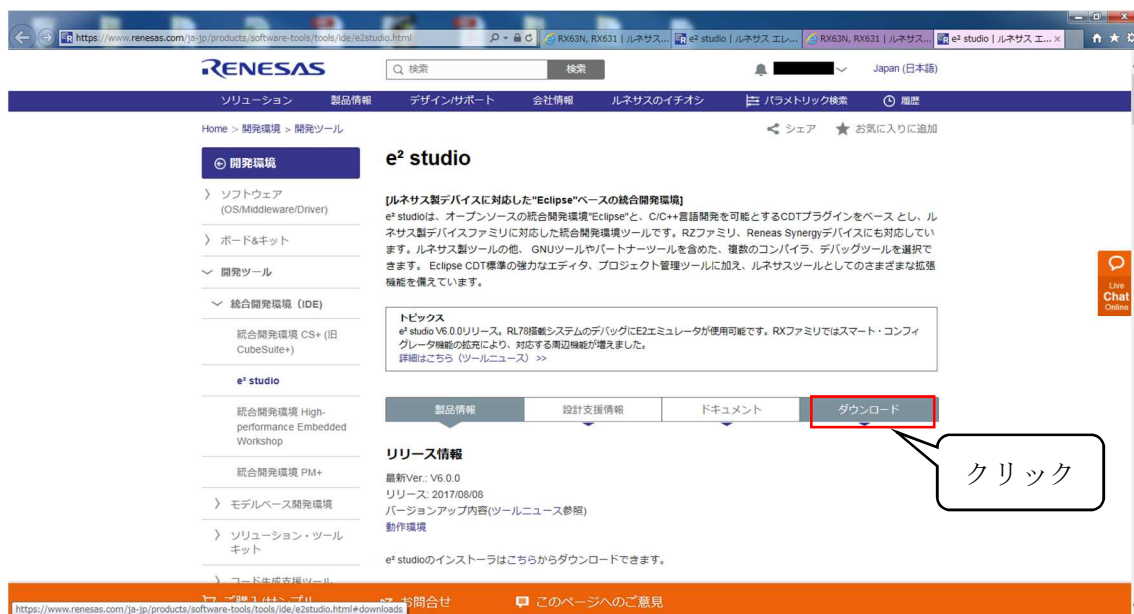 https://www.renesas.com/ja-jp/products/software-tools/tools/ide/e2studio.html
RX63N, RX631 | ルネサス...
e² studio | ルネサス エレ...
RX63N, RX631 | ルネサス...
e² studio | ルネサス エ...
RENESAS
検索
検索
Japan (日本語)
ソリューション 製品情報 デザイン/サポート 会社情報 ルネサスのイチオシ パラメトリック検索 履歴
Home > 開発環境 > 開発ツール
シェア お気に入りに追加
開発環境
ソフトウェア
(OS/Middleware/Driver)
ボード&キット
開発ツール
統合開発環境（IDE）
統合開発環境 CS+ (旧
CubeSuite+)
e² studio
統合開発環境 High-
performance Embedded
Workshop
統合開発環境 PM+
モデルベース開発環境
ソリューション・ツール
キット
コード生成支援ツール
e² studio
[ルネサス製デバイスに対応した"Eclipse"ベースの統合開発環境]
e² studioは、オープンソースの統合開発環境"Eclipse"と、C/C++言語開発を可能とするCDTプラグインをベース とし、ル
ネサス製デバイスファミリに対応した統合開発環境ツールです。RZファミリ、Reneas Synergyデバイスにも対応してい
ます。ルネサス製ツールの他、 GNUツールやパートナーツールを含めた、複数のコンパイラ、デバッグツールを選択で
きます。 Eclipse CDT標準の強力なエディタ、プロジェクト管理ツールに加え、ルネサスツールとしてのさまざまな拡張
機能を備えています。
トピックス
e² studio V6.0.0リリース。RL78搭載システムのデバッグにE2エミュレータが使用可能です。RXファミリではスマート・コンフィ
グレータ機能の拡充により、対応する周辺機能が増えました。
詳細はこちら（ツールニュース）>>
製品情報 設計支援情報 ドキュメント ダウンロード
クリック
リリース情報
最新Ver.: V6.0.0
リリース: 2017/08/08
バージョンアップ内容(ツールニュース参照)
動作環境
e² studioのインストーラはこちらからダウンロードできます。
Live
Chat
Online
ご購入/サンプル お問合せ このページへのご意見
https://www.renesas.com/ja-jp/products/software-tools/tools/ide/e2studio.html#downloads